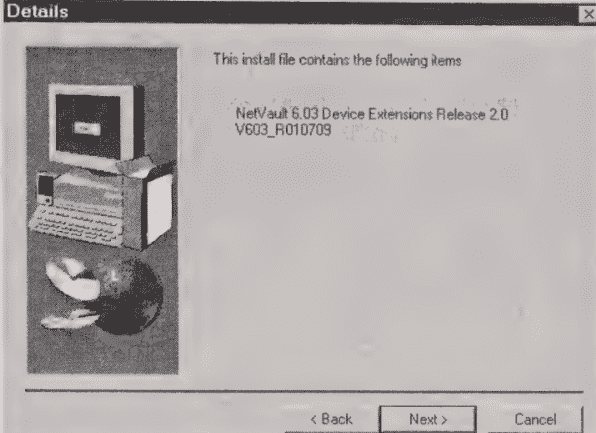 Details
This install file contains the following items
NetVault 6.03 Device Extensions Release 2.0
V603_R010709
< Back
Next >
Cancel